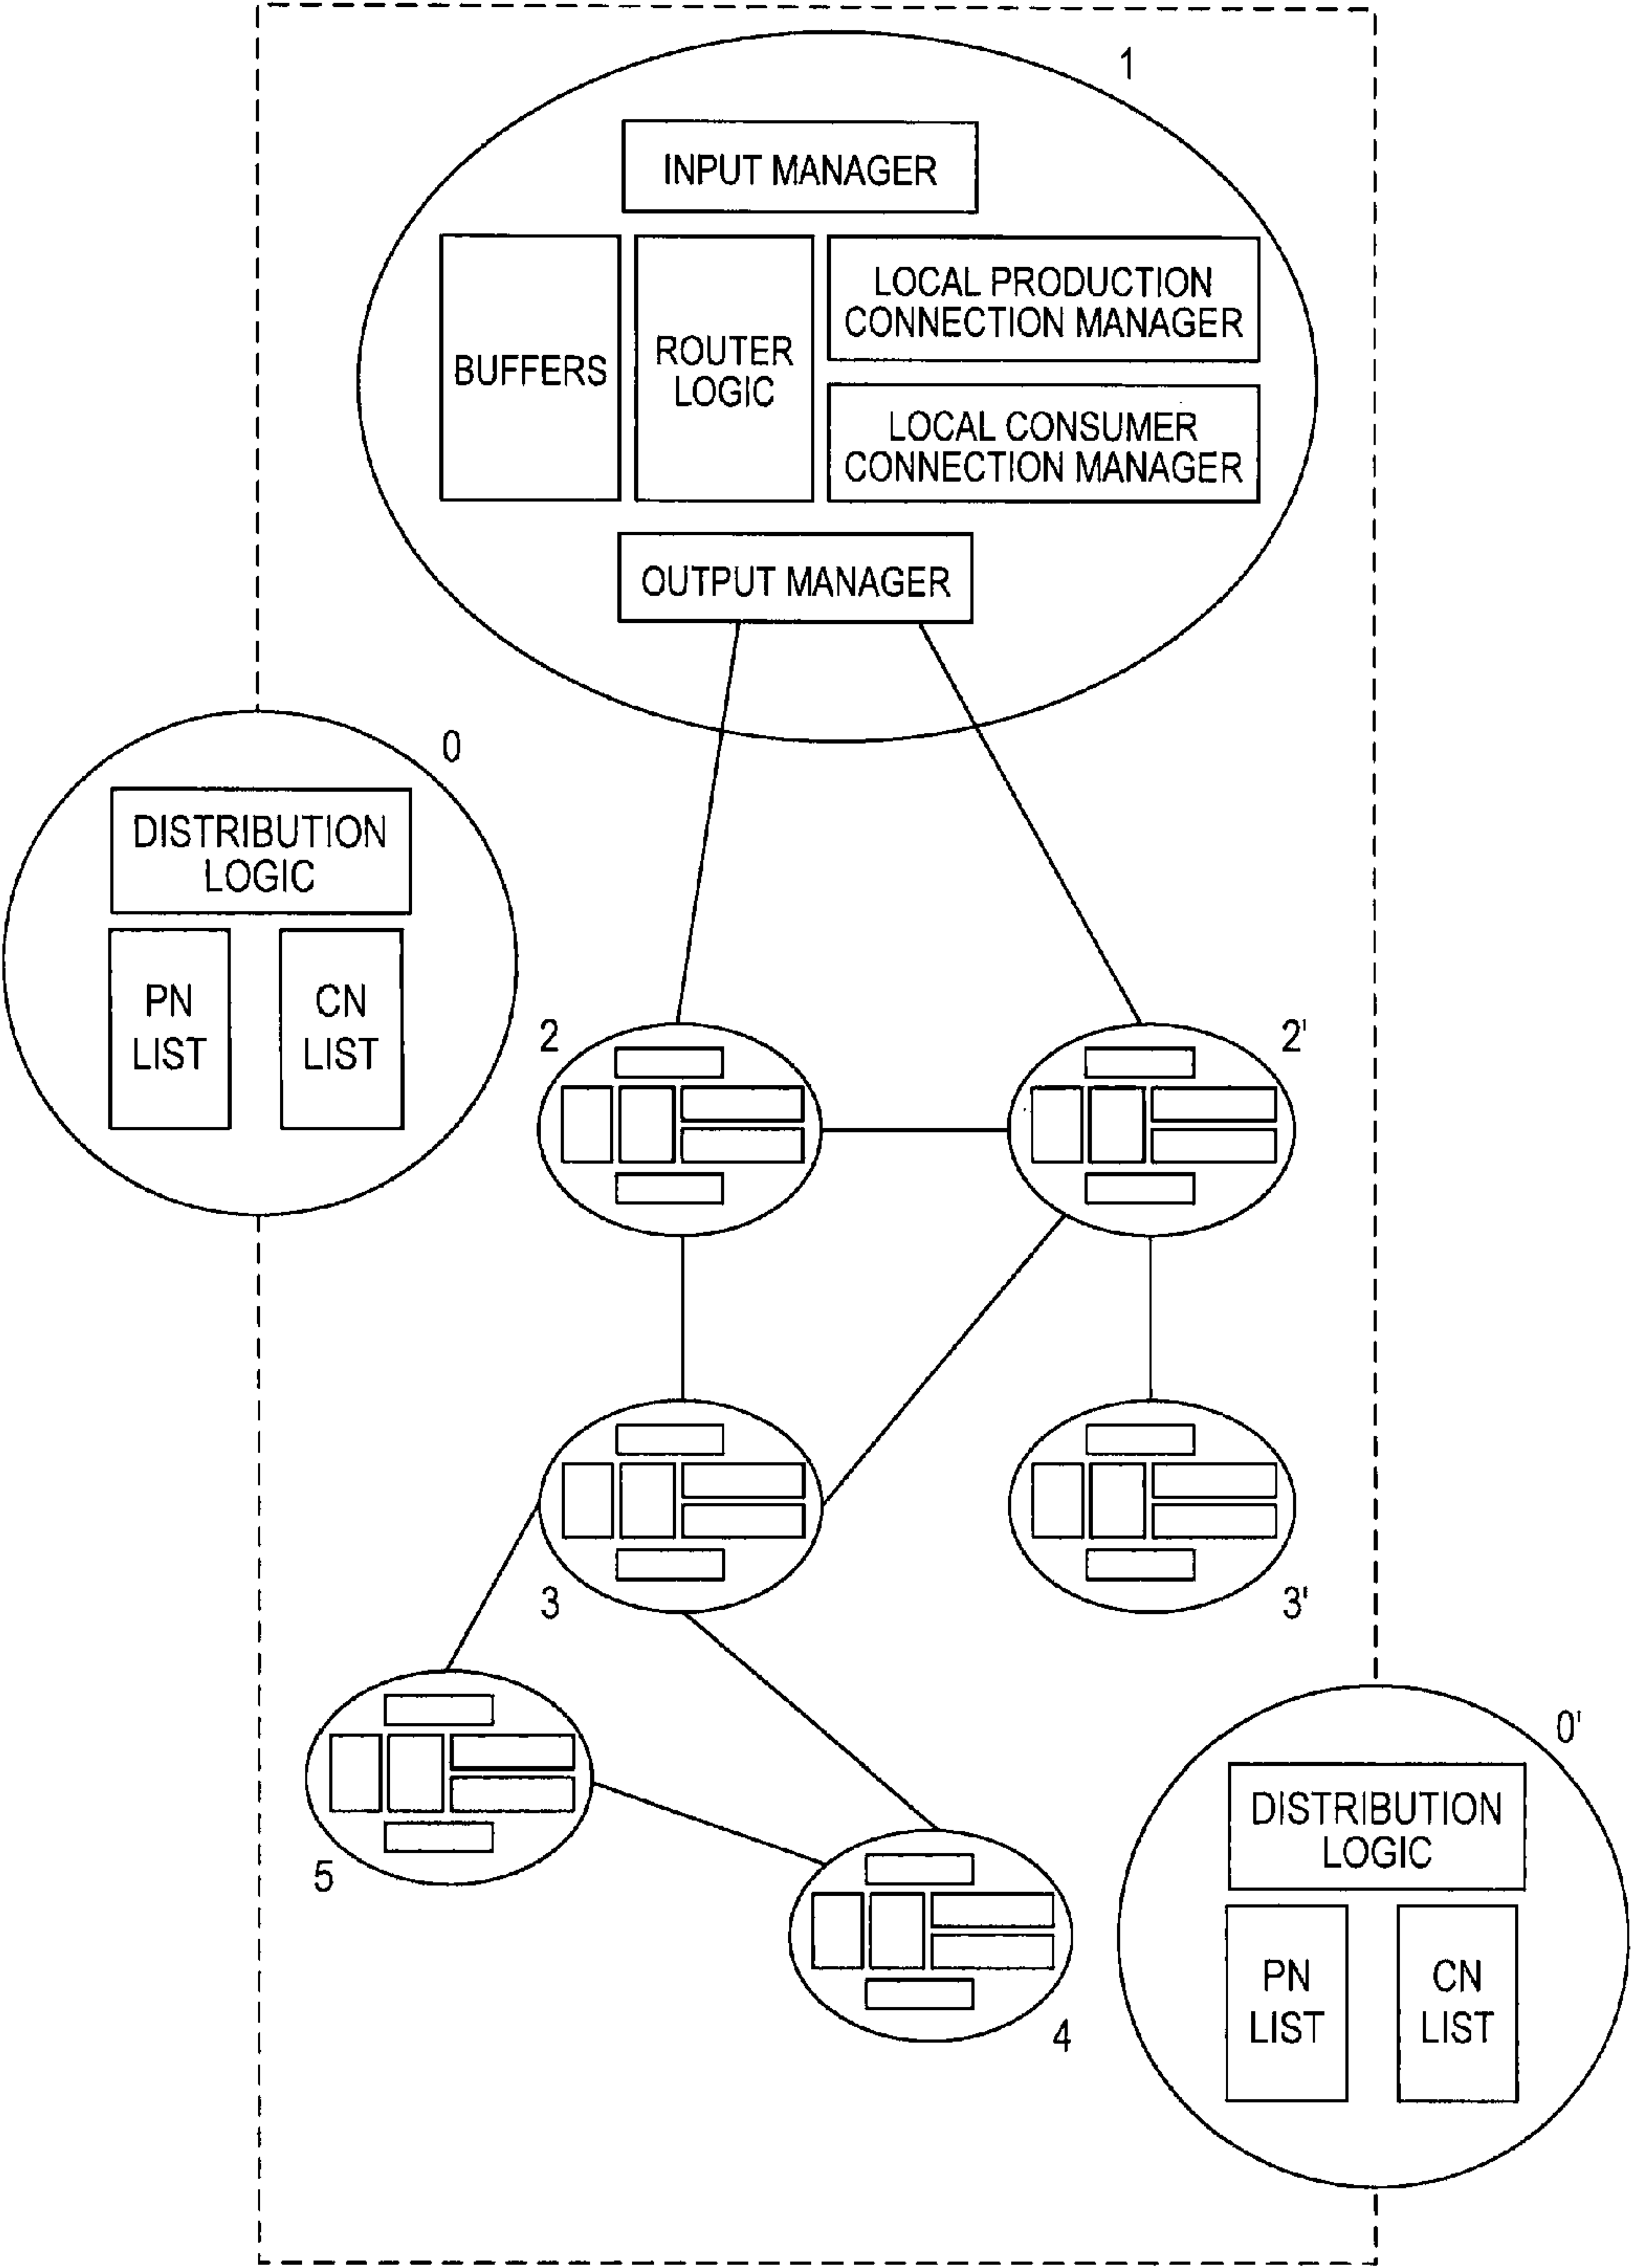 1
INPUT MANAGER
BUFFERS
ROUTER
LOGIC
LOCAL PRODUCTION
CONNECTION MANAGER
LOCAL CONSUMER
CONNECTION MANAGER
OUTPUT MANAGER
0
DISTRIBUTION
LOGIC
PN
LIST
CN
LIST
2
2'
3
3'
5
4
0'
DISTRIBUTION
LOGIC
PN
LIST
CN
LIST